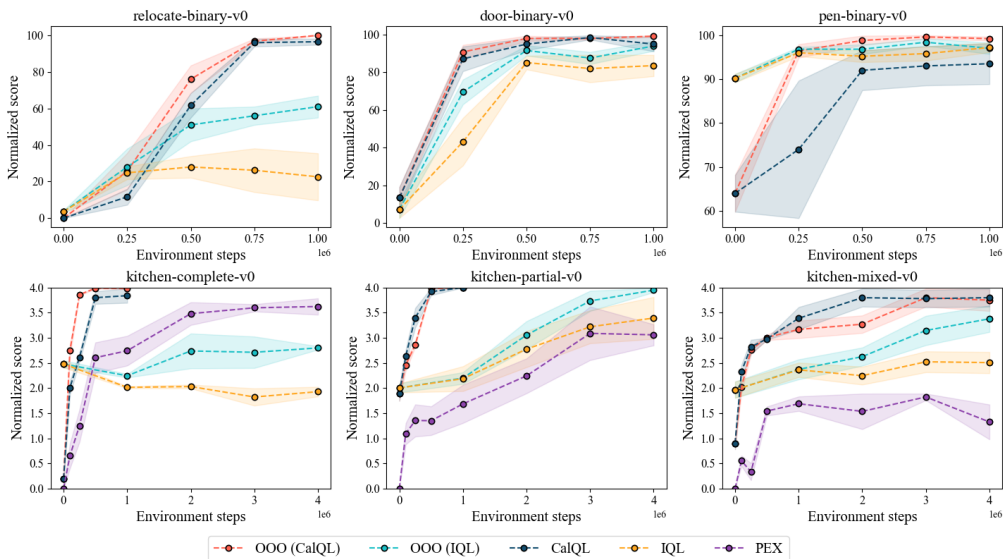 relocate-binary-v0 door-binary-v0 pen-binary-v0
Normalized score
100
80
60
40
20
0
0.00 0.25 0.50 0.75 1.00
1e6
Environment steps
Normalized score
100
80
60
40
20
0
0.00 0.25 0.50 0.75 1.00
1e6
Environment steps
Normalized score
100
90
80
70
60
0.00 0.25 0.50 0.75 1.00
1e6
Environment steps
kitchen-complete-v0 kitchen-partial-v0 kitchen-mixed-v0
Normalized score
4.0
3.5
3.0
2.5
2.0
1.5
1.0
0.5
0.0
0 1 2 3 4
1e6
Environment steps
Normalized score
4.0
3.5
3.0
2.5
2.0
1.5
1.0
0.5
0.0
0 1 2 3 4
1e6
Environment steps
Normalized score
4.0
3.5
3.0
2.5
2.0
1.5
1.0
0.5
0.0
0 1 2 3 4
1e6
Environment steps
OOO (CalQL) OOO (IQL) CalQL IQL PEX